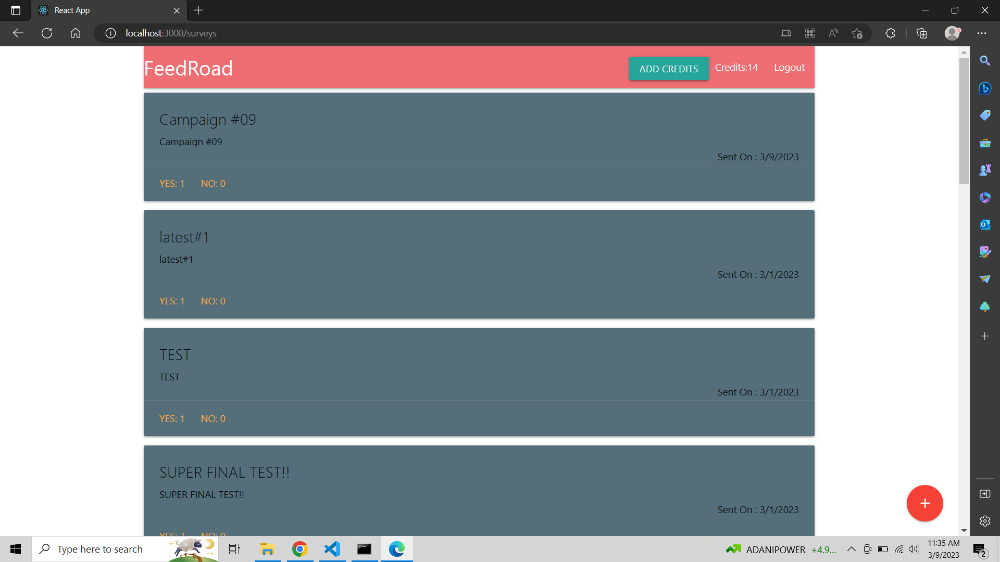 React App
localhost:3000/surveys
FeedRoad
ADD CREDITS Credits:14 Logout
Campaign #09
Campaign #09
Sent On : 3/9/2023
YES: 1 NO: 0
latest#1
latest#1
Sent On : 3/1/2023
YES: 1 NO: 0
TEST
TEST
Sent On : 3/1/2023
YES: 1 NO: 0
SUPER FINAL TEST!!
SUPER FINAL TEST!!
Sent On : 3/1/2023
NO: 0
Type here to search
ADANIPOWER +4.9...
11:35 AM
3/9/2023
2